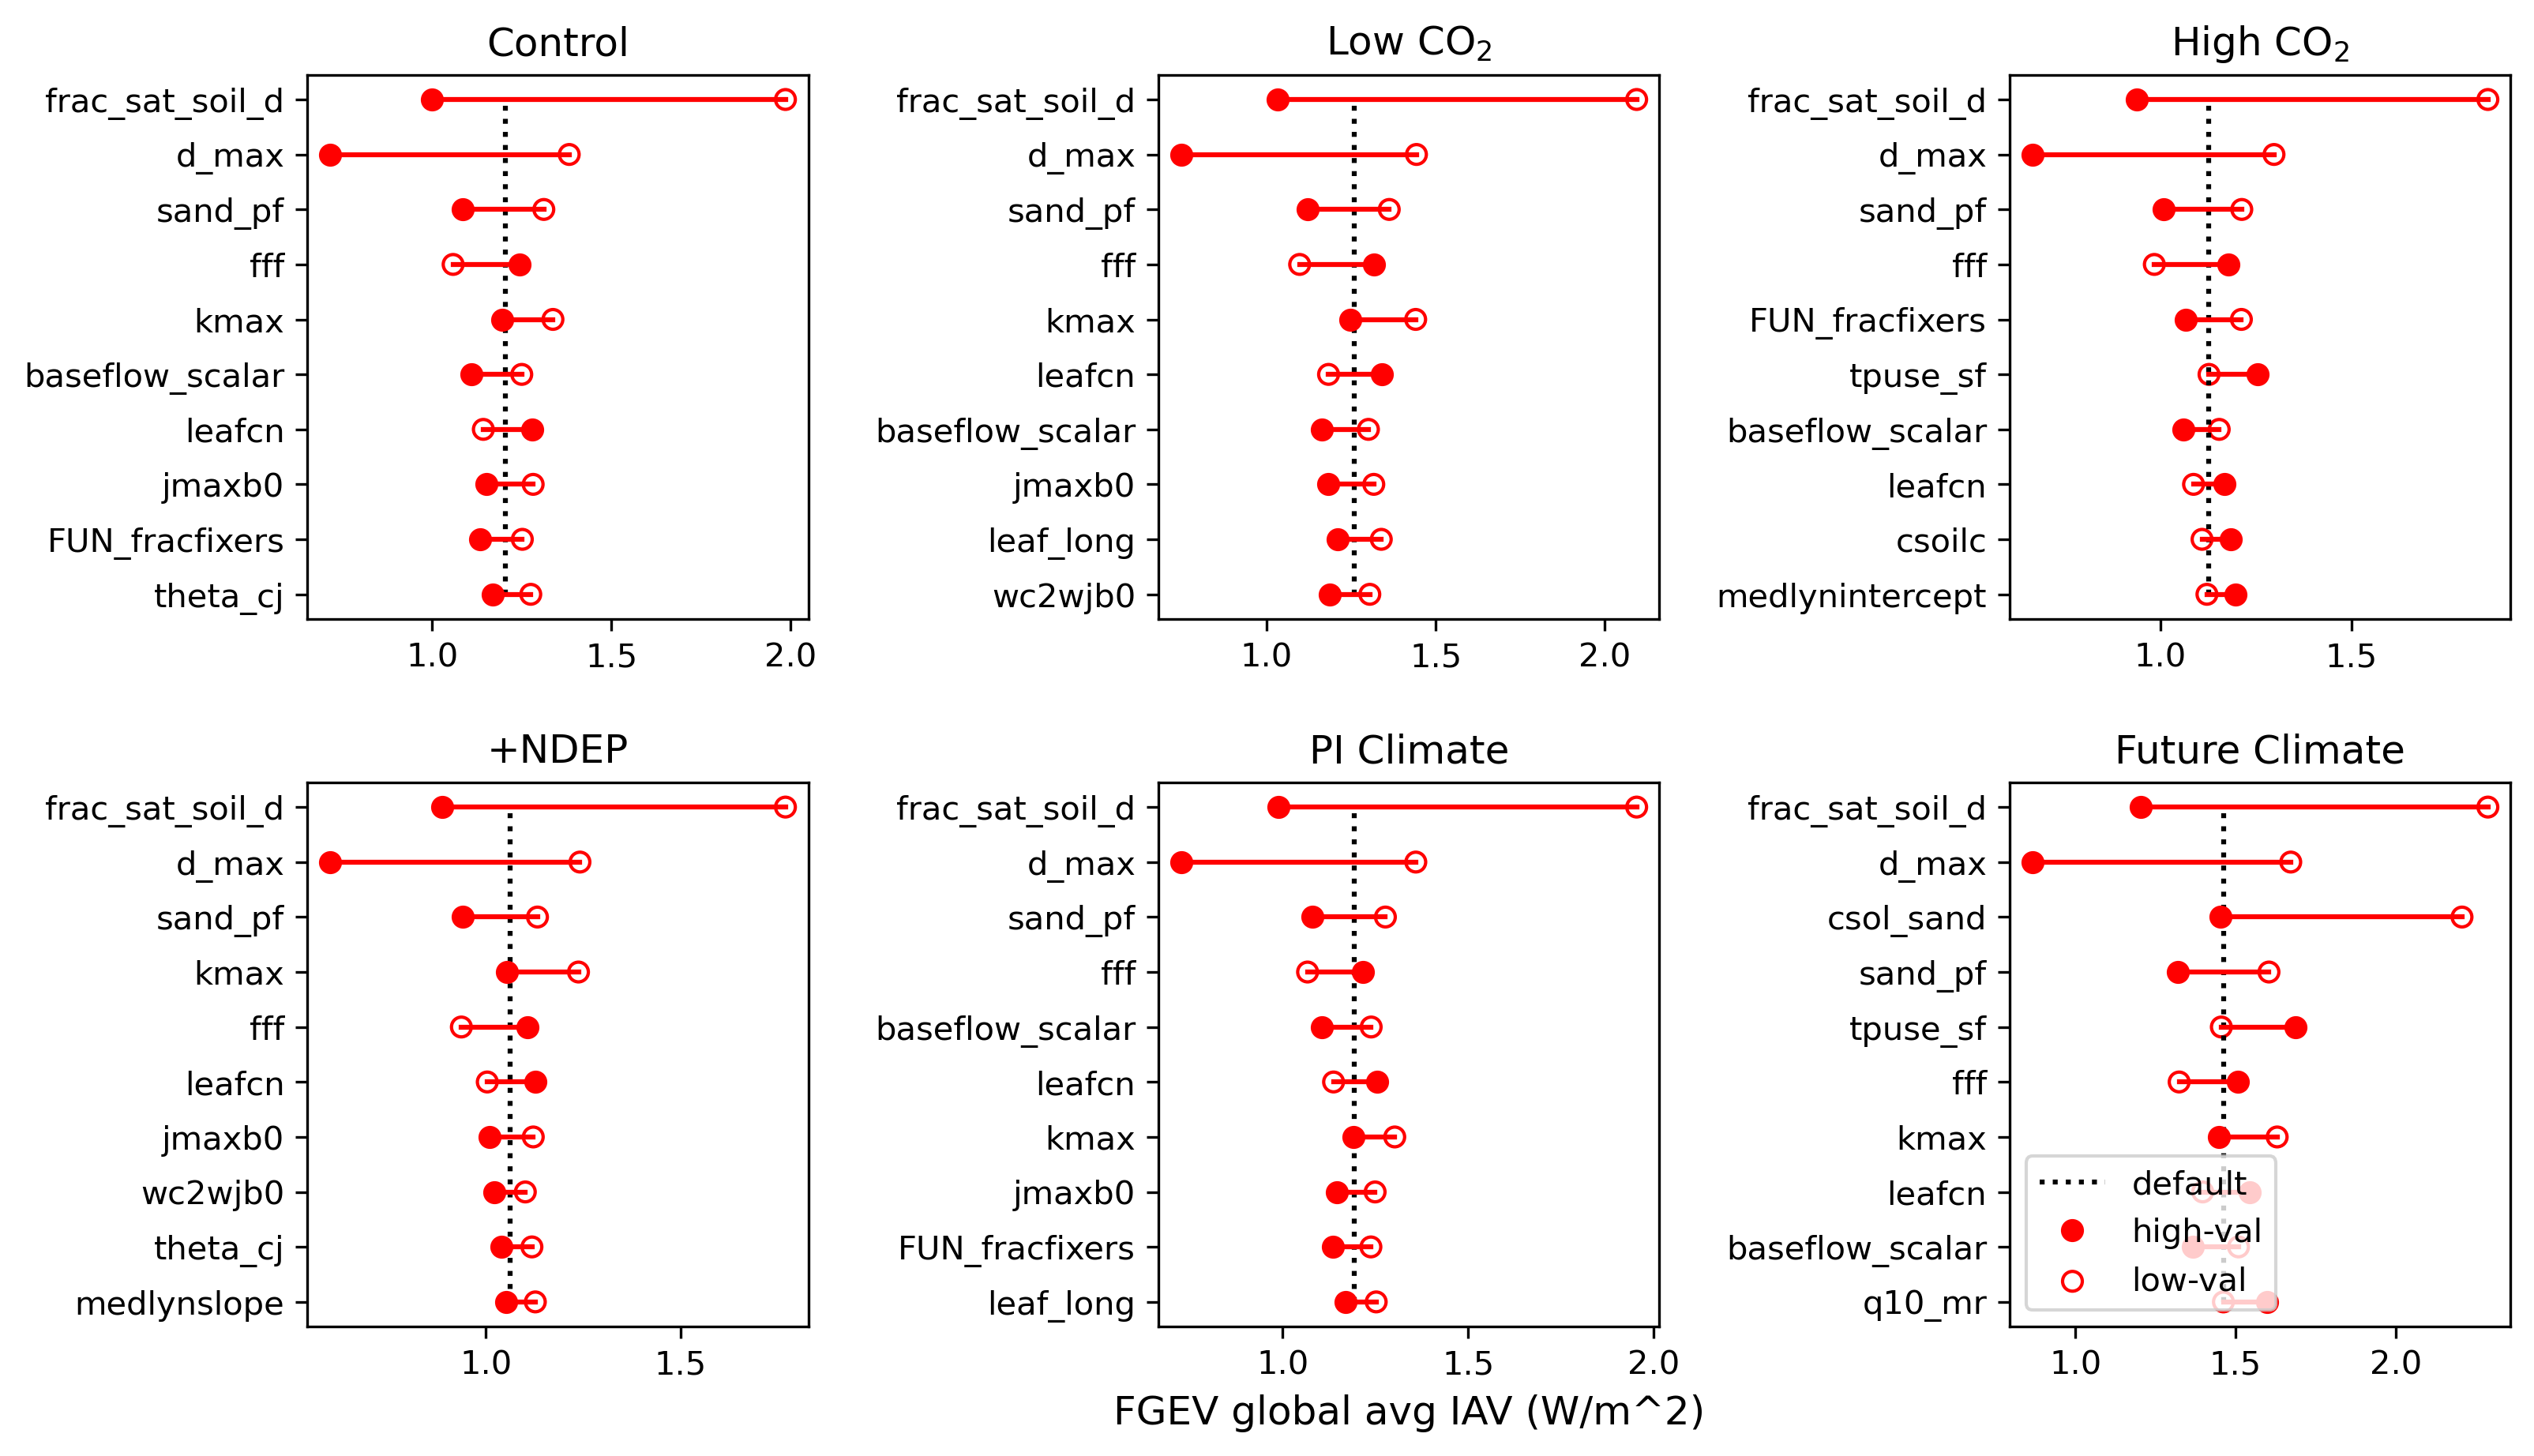 Control
frac_sat_soil_d
d_max
sand_pf
fff
kmax
baseflow_scalar
leafcn
jmaxb0
FUN_fracfixers
theta_cj
1.0 1.5 2.0
Low CO₂
frac_sat_soil_d
d_max
sand_pf
fff
kmax
leafcn
baseflow_scalar
jmaxb0
leaf_long
wc2wjb0
1.0 1.5 2.0
High CO₂
frac_sat_soil_d
d_max
sand_pf
fff
FUN_fracfixers
tpuse_sf
baseflow_scalar
leafcn
csoilc
medlynintercept
1.0 1.5
+NDEP
frac_sat_soil_d
d_max
sand_pf
kmax
fff
leafcn
jmaxb0
wc2wjb0
theta_cj
medlynslope
1.0 1.5
PI Climate
frac_sat_soil_d
d_max
sand_pf
fff
baseflow_scalar
leafcn
kmax
jmaxb0
FUN_fracfixers
leaf_long
1.0 1.5 2.0
FGEV global avg IAV (W/m^2)
Future Climate
frac_sat_soil_d
d_max
csol_sand
sand_pf
tpuse_sf
fff
kmax
leafcn
baseflow_scalar
q10_mr
default
high-val
low-val
1.0 1.5 2.0